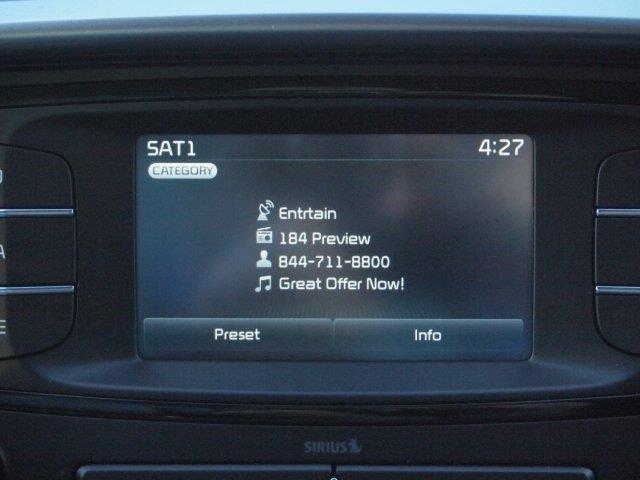 SAT1 4:27
CATEGORY
Entrtain
184 Preview
844-711-8800
Great Offer Now!
Preset Info
SIRIUS